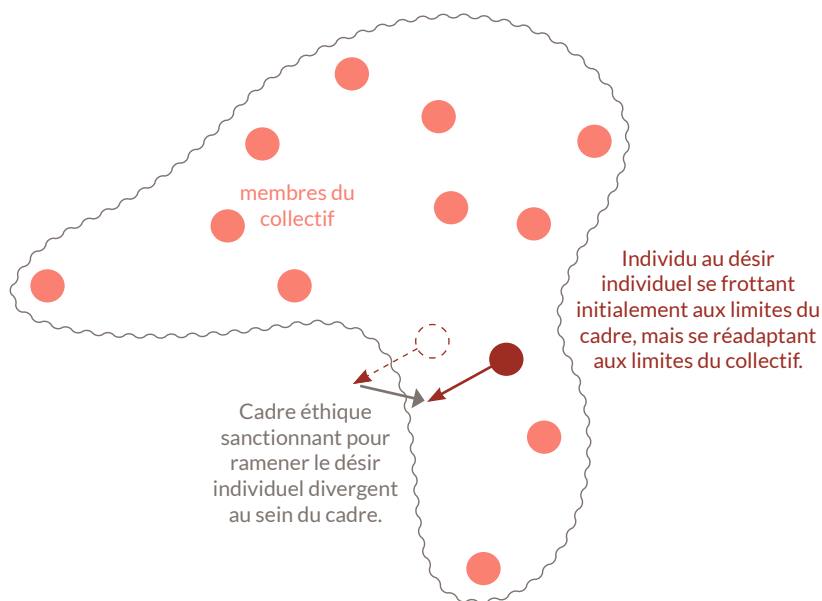 membres du
collectif
Individu au désir
individuel se frottant
initialement aux limites du
cadre, mais se réadaptant
aux limites du collectif.
Cadre éthique
sanctionnant pour
ramener le désir
individuel divergent
au sein du cadre.